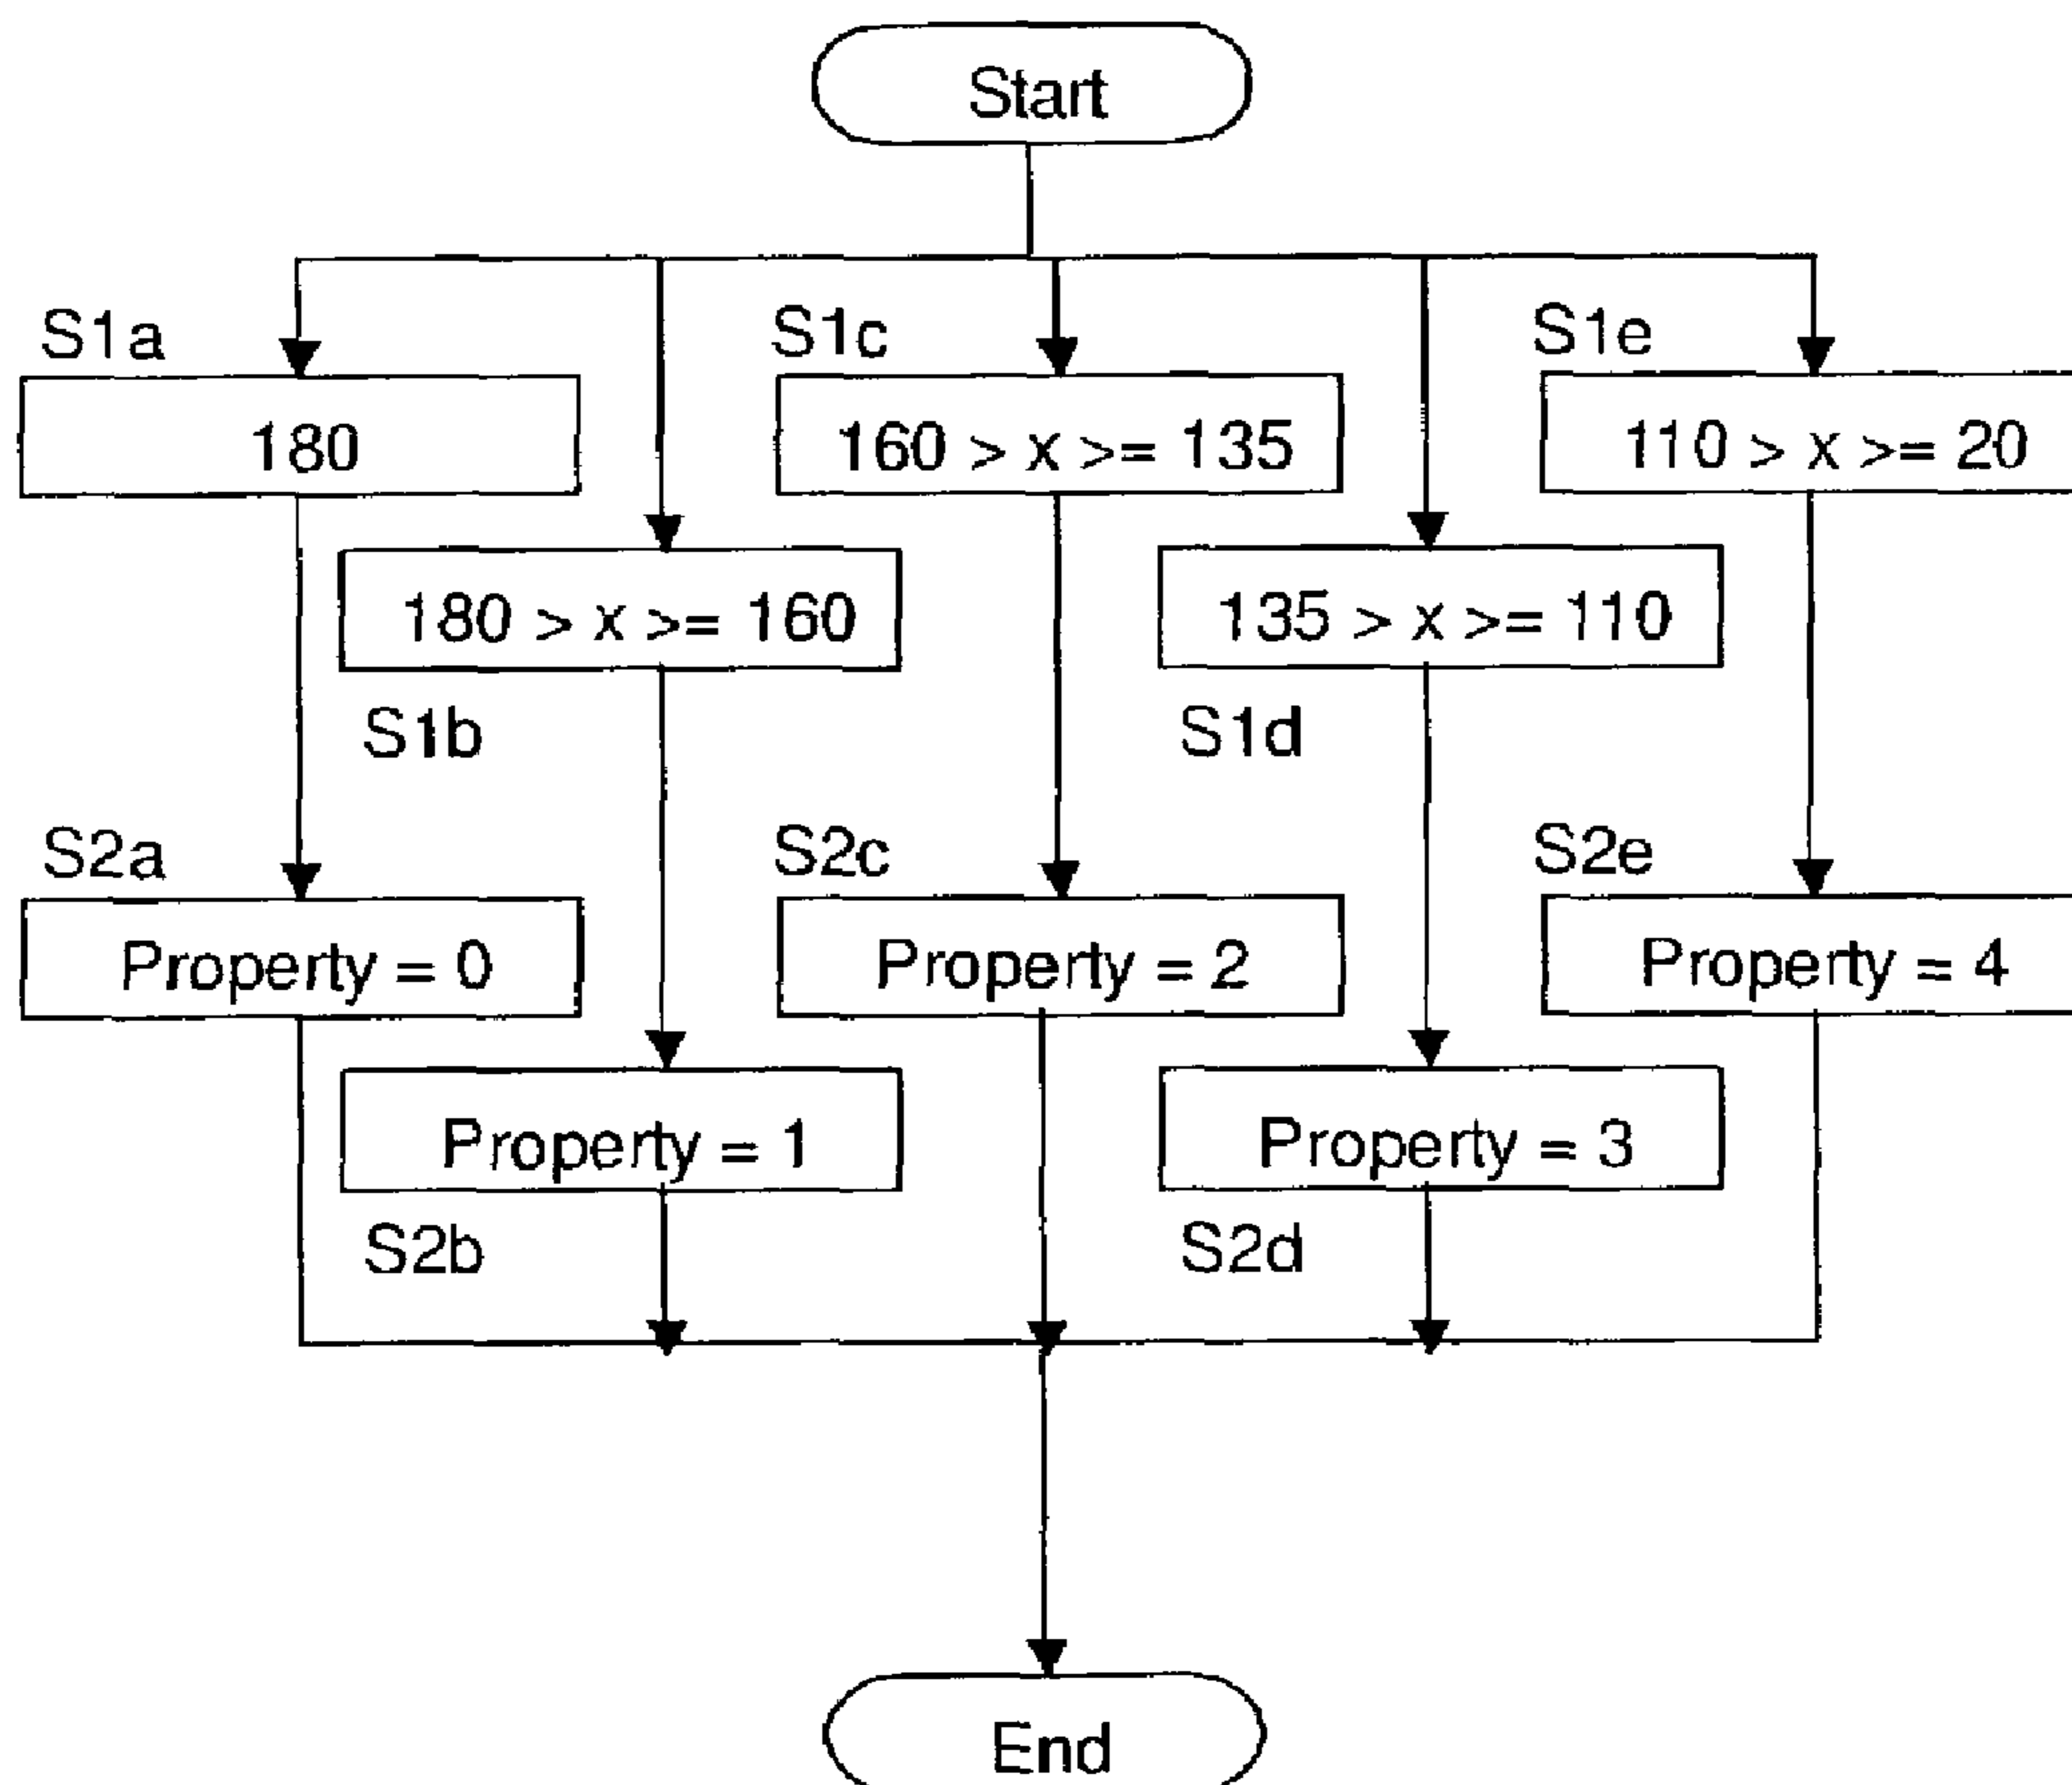 Start
S1a
S1c
S1e
180
160 > x >= 135
110 > x >= 20
180 > x >= 160
135 > x >= 110
S1b
S1d
S2a
S2c
S2e
Property = 0
Property = 2
Property = 4
Property = 1
Property = 3
S2b
S2d
End